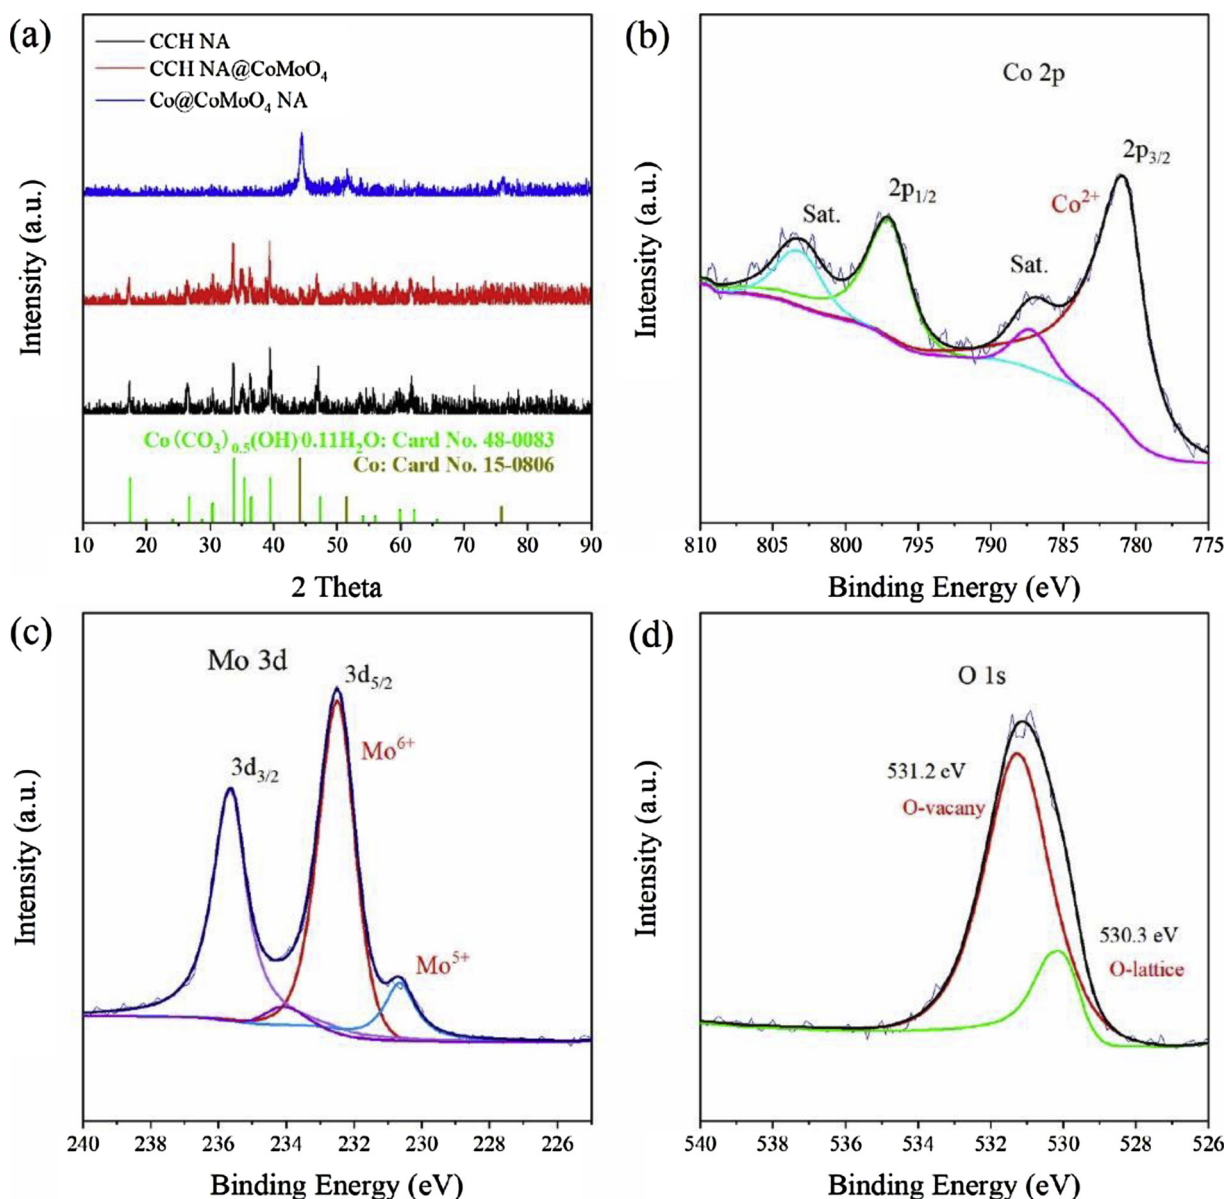 (a)
CCH NA
CCH NA@CoMoO₄
Co@CoMoO₄ NA
Intensity (a.u.)
Co(CO₃)₀.₅(OH)0.11H₂O: Card No. 48-0083
Co: Card No. 15-0806
10 20 30 40 50 60 70 80 90
2 Theta
(b)
Co 2p
2p₃/₂
Co²⁺
2p₁/₂
Sat.
Sat.
Intensity (a.u.)
810 805 800 795 790 785 780 775
Binding Energy (eV)
(c)
Mo 3d
3d₅/₂
Mo⁶⁺
3d₃/₂
Mo⁵⁺
Intensity (a.u.)
240 238 236 234 232 230 228 226
Binding Energy (eV)
(d)
O 1s
531.2 eV
O-vacany
530.3 eV
O-lattice
Intensity (a.u.)
540 538 536 534 531 530 528 526
Binding Energy (eV)